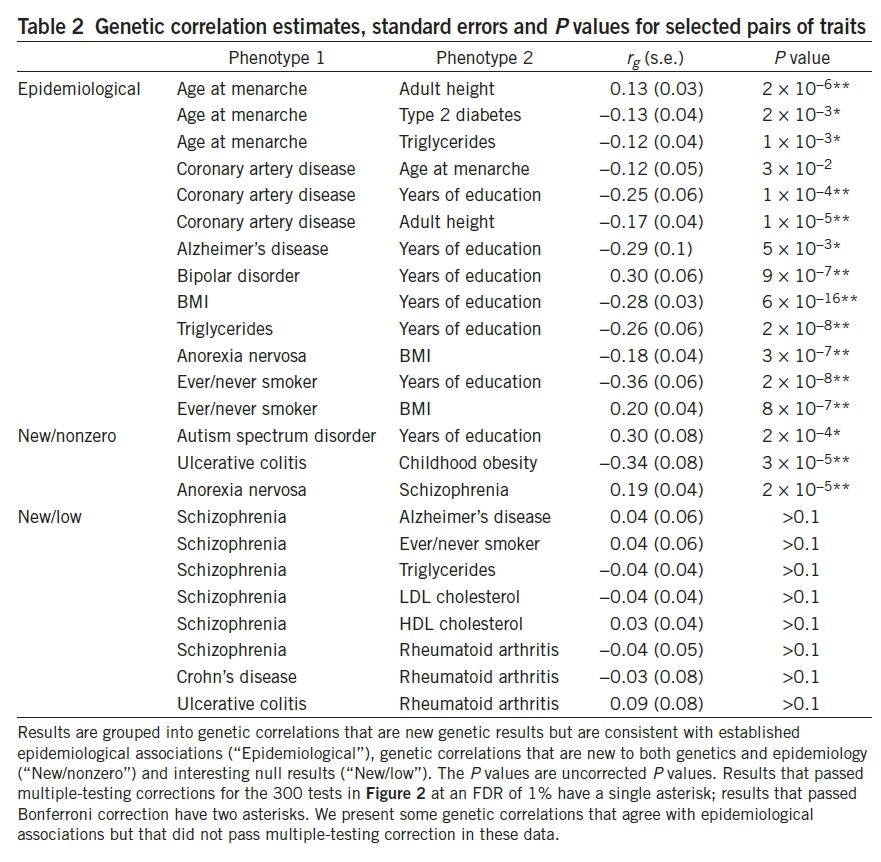 Table 2 Genetic correlation estimates, standard errors and P values for selected pairs of traits
Phenotype 1 Phenotype 2 rg (s.e.) P value
Epidemiological Age at menarche Adult height 0.13 (0.03) 2 × 10–6**
Age at menarche Type 2 diabetes –0.13 (0.04) 2 × 10–3*
Age at menarche Triglycerides –0.12 (0.04) 1 × 10–3*
Coronary artery disease Age at menarche –0.12 (0.05) 3 × 10–2
Coronary artery disease Years of education –0.25 (0.06) 1 × 10–4**
Coronary artery disease Adult height –0.17 (0.04) 1 × 10–5**
Alzheimer's disease Years of education –0.29 (0.1) 5 × 10–3*
Bipolar disorder Years of education 0.30 (0.06) 9 × 10–7**
BMI Years of education –0.28 (0.03) 6 × 10–16**
Triglycerides Years of education –0.26 (0.06) 2 × 10–8**
Anorexia nervosa BMI –0.18 (0.04) 3 × 10–7**
Ever/never smoker Years of education –0.36 (0.06) 2 × 10–8**
Ever/never smoker BMI 0.20 (0.04) 8 × 10–7**
New/nonzero Autism spectrum disorder Years of education 0.30 (0.08) 2 × 10–4*
Ulcerative colitis Childhood obesity –0.34 (0.08) 3 × 10–5**
Anorexia nervosa Schizophrenia 0.19 (0.04) 2 × 10–5**
New/low Schizophrenia Alzheimer's disease 0.04 (0.06) >0.1
Schizophrenia Ever/never smoker 0.04 (0.06) >0.1
Schizophrenia Triglycerides –0.04 (0.04) >0.1
Schizophrenia LDL cholesterol –0.04 (0.04) >0.1
Schizophrenia HDL cholesterol 0.03 (0.04) >0.1
Schizophrenia Rheumatoid arthritis –0.04 (0.05) >0.1
Crohn's disease Rheumatoid arthritis –0.03 (0.08) >0.1
Ulcerative colitis Rheumatoid arthritis 0.09 (0.08) >0.1
Results are grouped into genetic correlations that are new genetic results but are consistent with established
epidemiological associations ("Epidemiological"), genetic correlations that are new to both genetics and epidemiology
("New/nonzero") and interesting null results ("New/low"). The P values are uncorrected P values. Results that passed
multiple-testing corrections for the 300 tests in Figure 2 at an FDR of 1% have a single asterisk; results that passed
Bonferroni correction have two asterisks. We present some genetic correlations that agree with epidemiological
associations but that did not pass multiple-testing correction in these data.